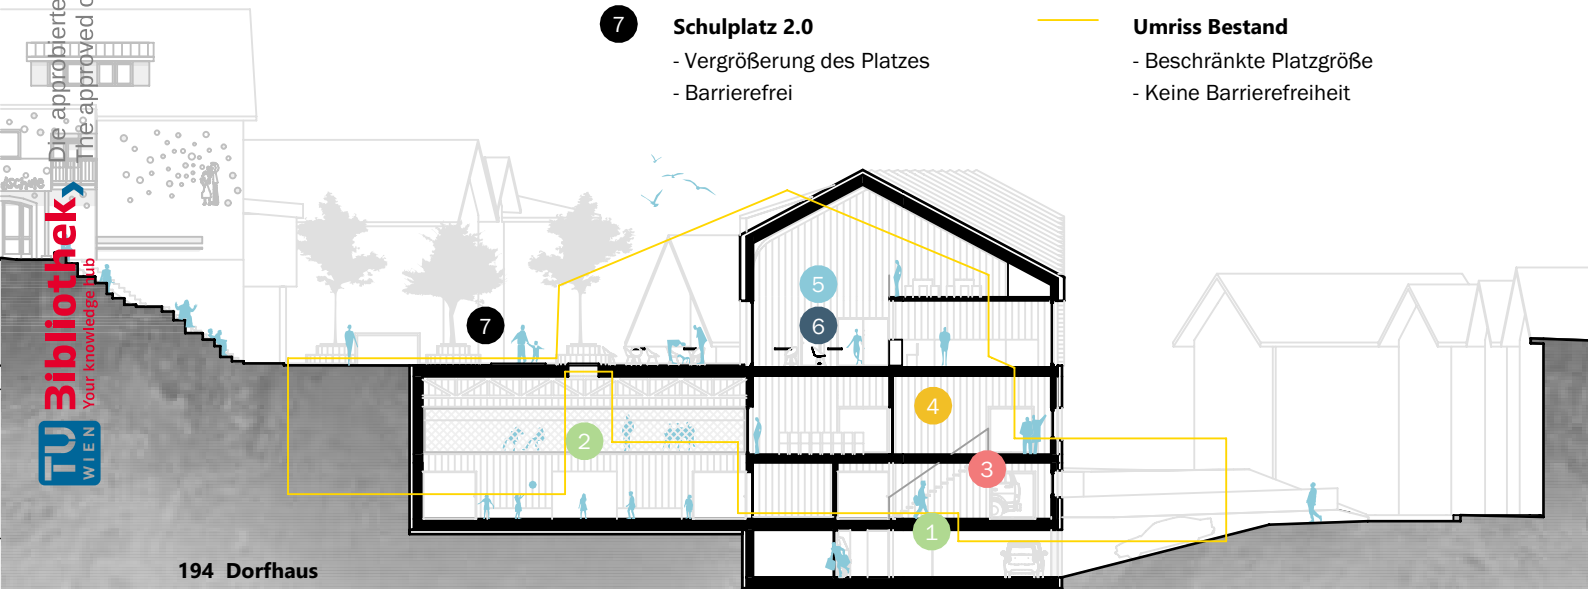 7 Schulplatz 2.0
- Vergrößerung des Platzes
- Barrierefrei
Umriss Bestand
- Beschränkte Platzgröße
- Keine Barrierefreiheit
Die approbierte
The approved
TU
WIEN
Bibliothek
Your knowledge hub
5
6
7
4
2
3
1
194 Dorfhaus